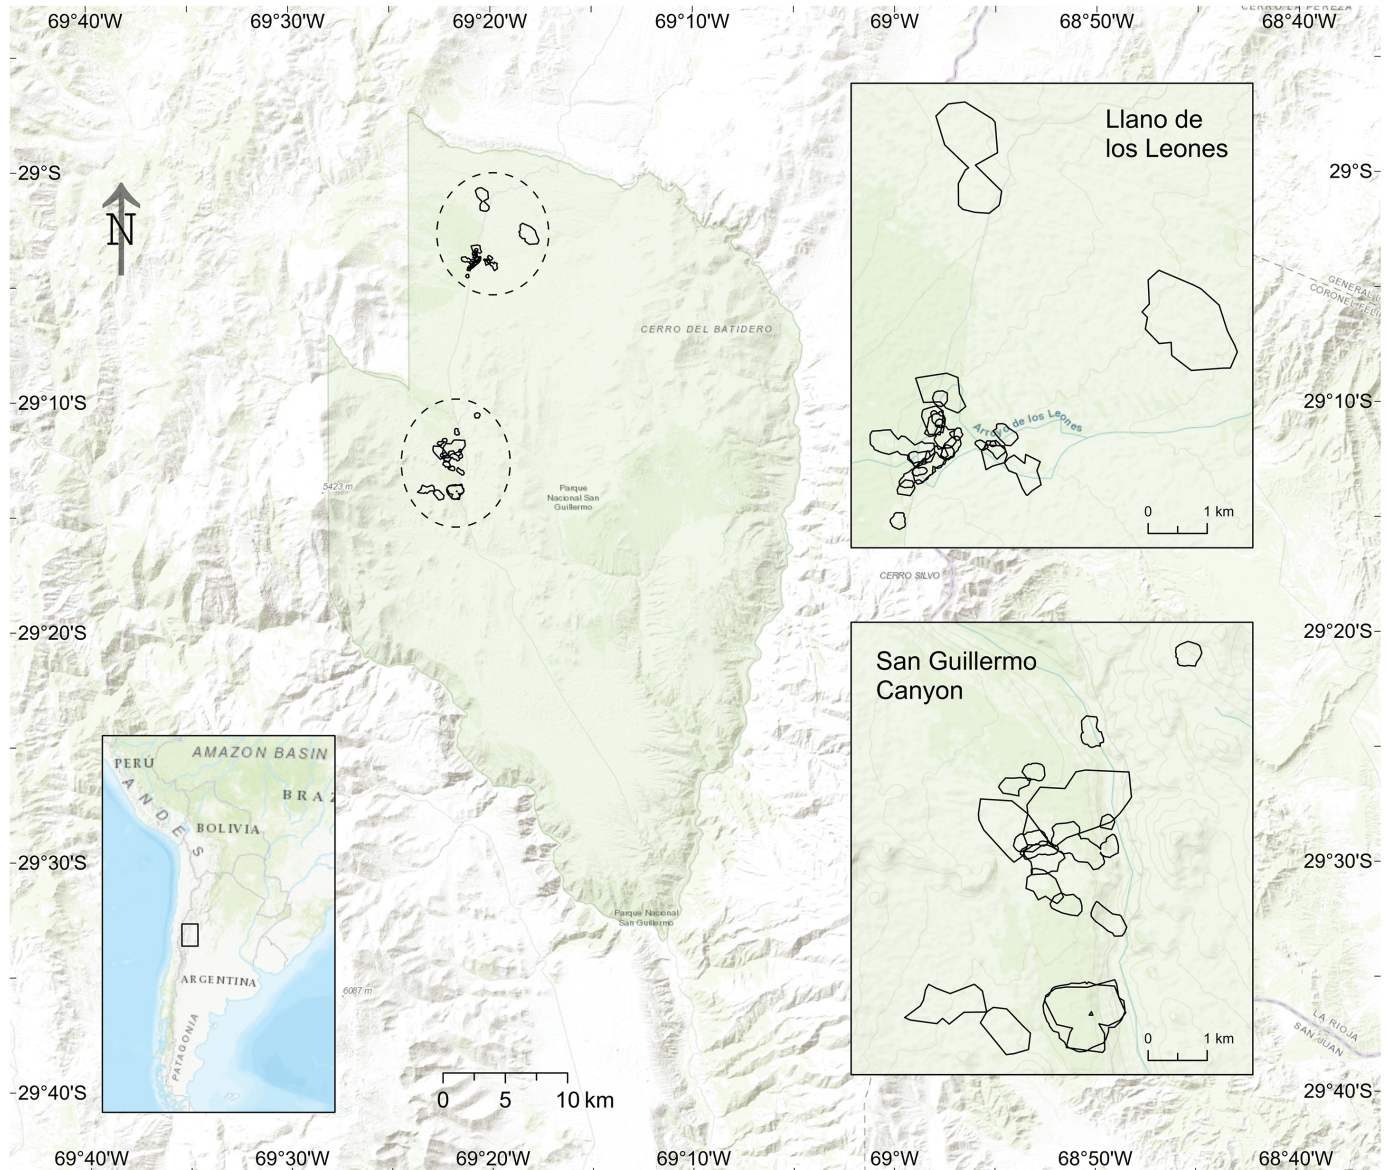 CERRO LA PEREZA
69°40'W
69°30'W
69°20'W
69°10'W
69°W
68°50'W
68°40'W
29°S
29°S
N
Llano de
los Leones
Arroyo de los Leones
1 km
0
GENERAL L
CORONEL FELIP
CERRO DEL BATIDERO
29°10'S
29°10'S
5423 m
Parque
Nacional San
Guillermo
CERRO SILVO
29°20'S
29°20'S
San Guillermo
Canyon
0
1 km
AMAZON BASIN
PERÚ
BRAZ
ANDES
BOLIVIA
ARGENTINA
PATAGONIA
29°30'S
29°30'S
Parque Nacional
San Guillermo
6087 m
LA RIOJA
SAN JUAN
29°40'S
29°40'S
0
5
10 km
69°40'W
69°30'W
69°20'W
69°10'W
69°W
68°50'W
68°40'W